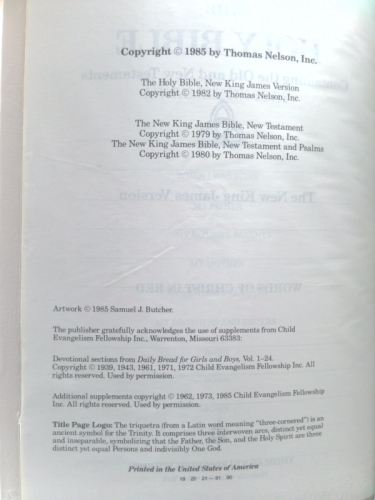 Copyright © 1985 by Thomas Nelson, Inc.
The Holy Bible, New King James Version
Copyright © 1982 by Thomas Nelson, Inc.
The New King James Bible, New Testament
Copyright © 1979 by Thomas Nelson, Inc.
The New King James Bible, New Testament and Psalms
Copyright © 1980 by Thomas Nelson, Inc.
Artwork © 1985 Samuel J. Butcher.
The publisher gratefully acknowledges the use of supplements from Child
Evangelism Fellowship Inc., Warrenton, Missouri 63383:
Devotional sections from Daily Bread for Girls and Boys, Vol. 1–24.
Copyright © 1939, 1943, 1961, 1971, 1972 Child Evangelism Fellowship Inc. All
rights reserved. Used by permission.
Additional supplements copyright © 1962, 1973, 1985 Child Evangelism Fellowship
Inc. All rights reserved. Used by permission.
Title Page Logo: The triquetra (from a Latin word meaning "three-cornered") is an
ancient symbol for the Trinity. It comprises three interwoven arcs, distinct yet equal
and inseparable, symbolizing that the Father, the Son, and the Holy Spirit are three
distinct yet equal Persons and indivisibly One God.
Printed in the United States of America
19 20 21—91 90